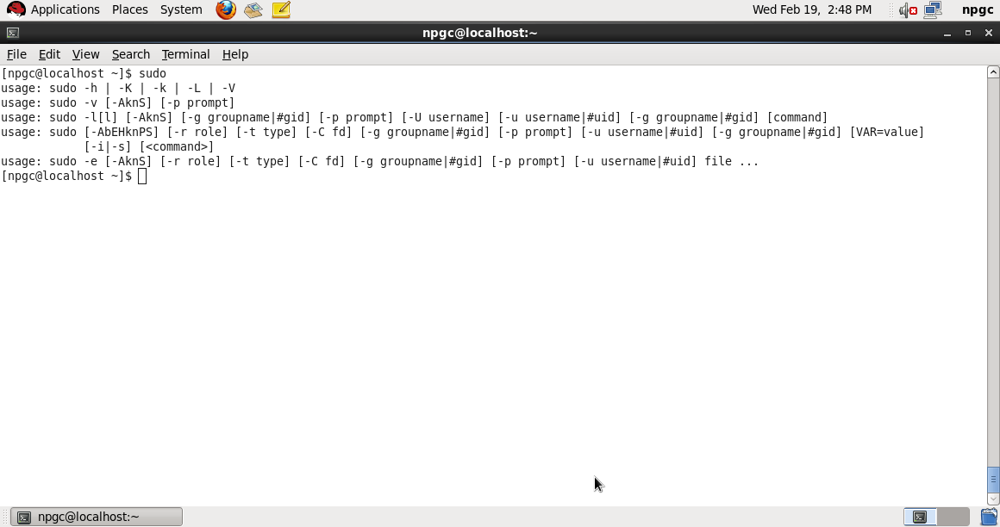 Applications Places System Wed Feb 19, 2:48 PM npgc
npgc@localhost:~
File Edit View Search Terminal Help
[npgc@localhost ~]$ sudo
usage: sudo -h | -K | -k | -L | -V
usage: sudo -v [-AknS] [-p prompt]
usage: sudo -l[l] [-AknS] [-g groupname|#gid] [-p prompt] [-U username] [-u username|#uid] [-g groupname|#gid] [command]
usage: sudo [-AbEHknPS] [-r role] [-t type] [-C fd] [-g groupname|#gid] [-p prompt] [-u username|#uid] [-g groupname|#gid] [VAR=value]
[-i|-s] [<command>]
usage: sudo -e [-AknS] [-r role] [-t type] [-C fd] [-g groupname|#gid] [-p prompt] [-u username|#uid] file ...
[npgc@localhost ~]$
npgc@localhost:~